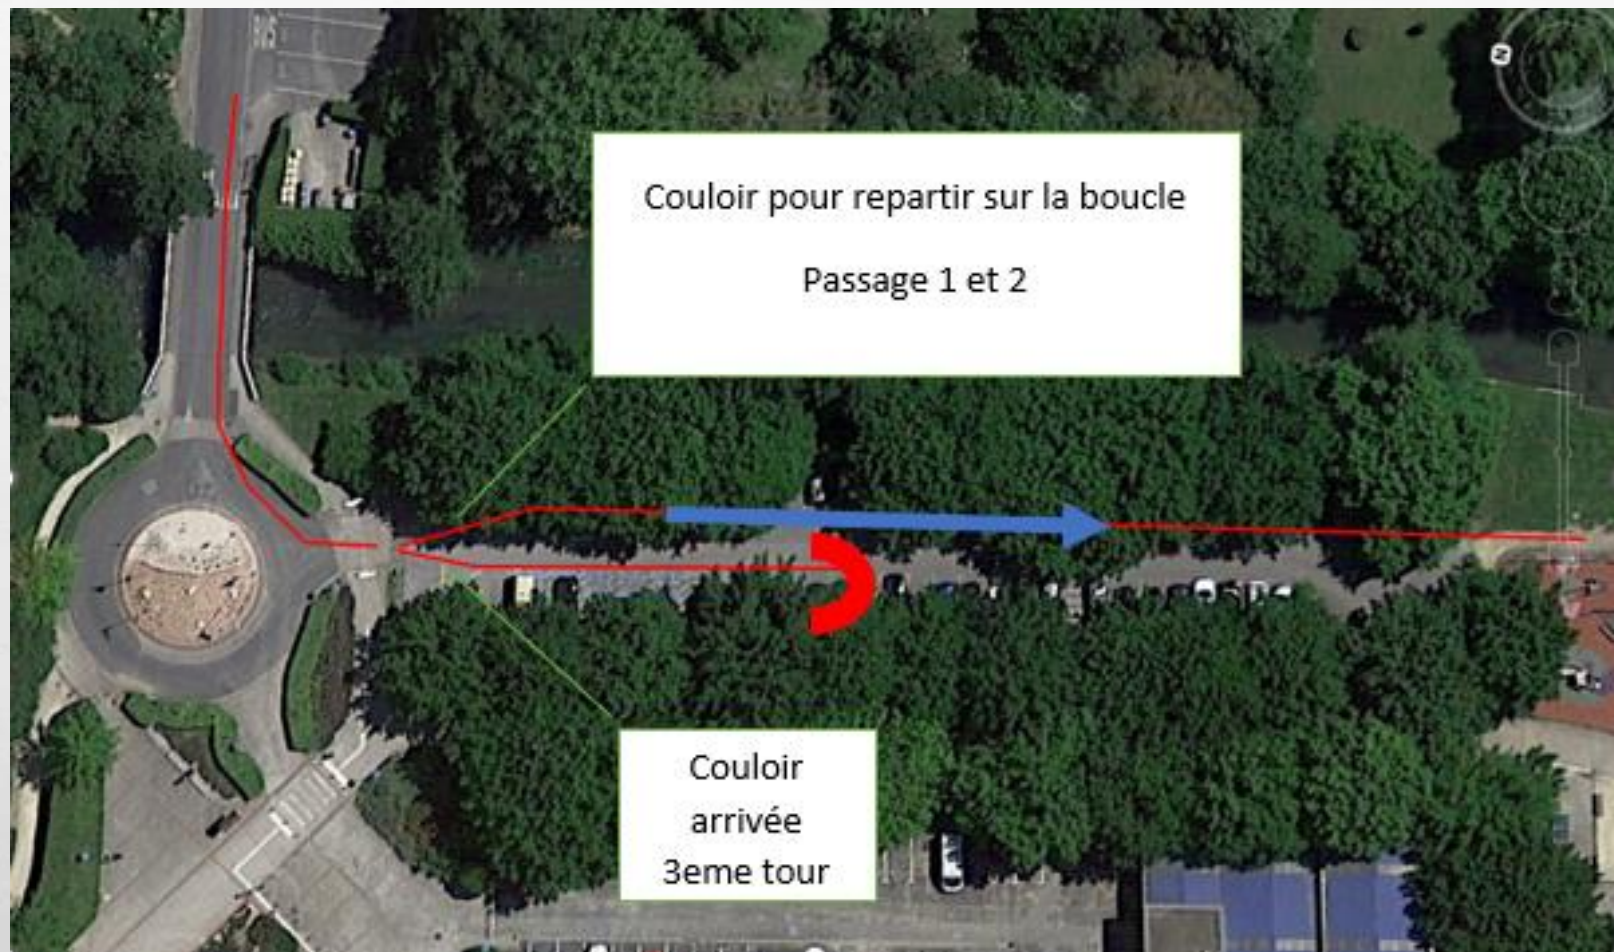 N
Couloir pour repartir sur la boucle
Passage 1 et 2
Couloir
arrivée
3eme tour